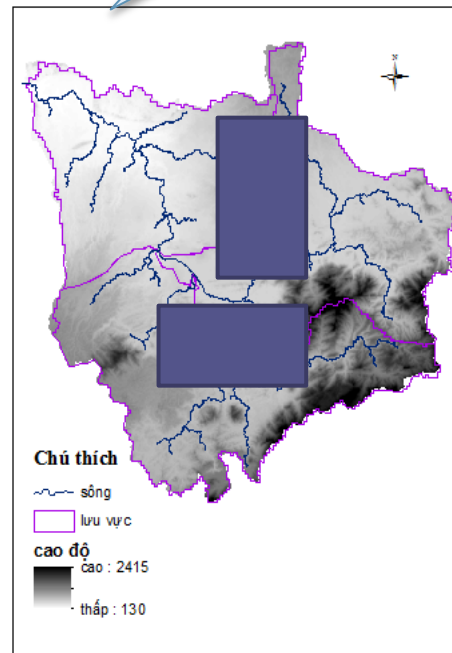 N
Chú thích
sông
lưu vực
cao độ
cao : 2415
thấp : 130